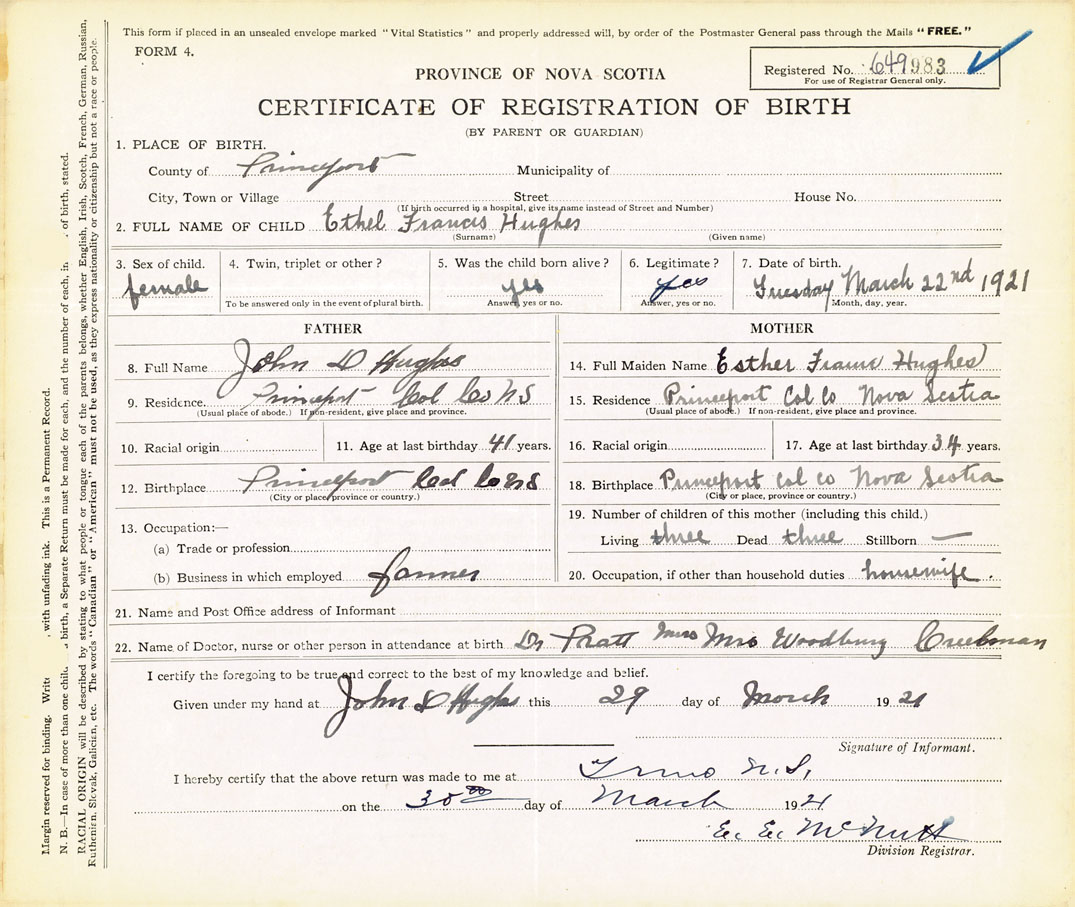 This form if placed in an unsealed envelope marked "Vital Statistics" and properly addressed will, by order of the Postmaster General pass through the Mails "FREE."
FORM 4.
Registered No. 649983
For use of Registrar General only.
PROVINCE OF NOVA SCOTIA
CERTIFICATE OF REGISTRATION OF BIRTH
(BY PARENT OR GUARDIAN)
1. PLACE OF BIRTH.
County of Princeport Municipality of
City, Town or Village Street House No.
(If birth occurred in a hospital, give its name instead of Street and Number)
2. FULL NAME OF CHILD Ethel Francis Hughes
(Surname) (Given name)
3. Sex of child. 4. Twin, triplet or other? 5. Was the child born alive? 6. Legitimate? 7. Date of birth.
female yes yes Tuesday March 22nd 1921
To be answered only in the event of plural birth. Answer, yes or no. Answer, yes or no. Month, day, year.
FATHER
8. Full Name John D Hughes
9. Residence. Princeport Col Co NS
(Usual place of abode.) If non-resident, give place and province.
10. Racial origin 11. Age at last birthday 41 years.
12. Birthplace Princeport Col Co NS
(City or place, province or country.)
13. Occupation:—
(a) Trade or profession
(b) Business in which employed farmer
MOTHER
14. Full Maiden Name Esther Hughes
15. Residence Princeport Col Co Nova Scotia
(Usual place of abode.) If non-resident, give place and province.
16. Racial origin 17. Age at last birthday 34 years.
18. Birthplace Princeport Col Co Nova Scotia
(City or place, province or country.)
19. Number of children of this mother (including this child.)
Living three Dead three Stillborn —
20. Occupation, if other than household duties housewife.
21. Name and Post Office address of Informant
22. Name of Doctor, nurse or other person in attendance at birth Dr Pratt Mrs Woodbury Creelman
I certify the foregoing to be true and correct to the best of my knowledge and belief.
Given under my hand at John D Hughes this 29 day of March 1921
Signature of Informant.
I hereby certify that the above return was made to me at Truro N.S.
on the 30th day of March 1921
E. E. McNutt
Division Registrar.
Margin reserved for binding. Write , with unfading ink. This is a Permanent Record.
N. B.—In case of more than one birth, a Separate Return must be made for each, and the number of each, in of birth, stated.
RACIAL ORIGIN will be described by stating to what people or tongue each of the parents belongs, whether English, Irish, Scotch, French, German, Russian,
Ruthenian, Slovak, Galician, etc. The words "Canadian" or "American" must not be used, as they express nationality or citizenship but not a race or people.